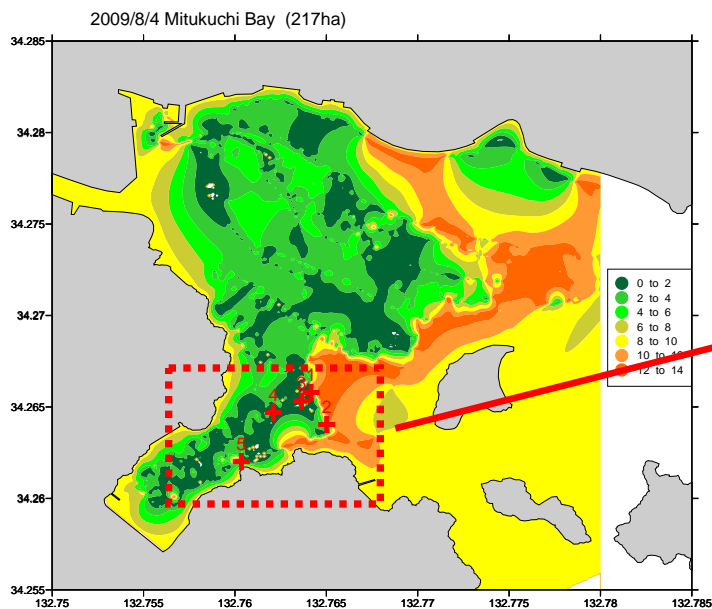 2009/8/4 Mitukuchi Bay (217ha)
34.285
34.28
34.275
34.27
34.265
34.26
34.255
132.75 132.755 132.76 132.765 132.77 132.775 132.78 132.785
0 to 2
2 to 4
4 to 6
6 to 8
8 to 10
10 to
12 to 14
1
3
4
2
5